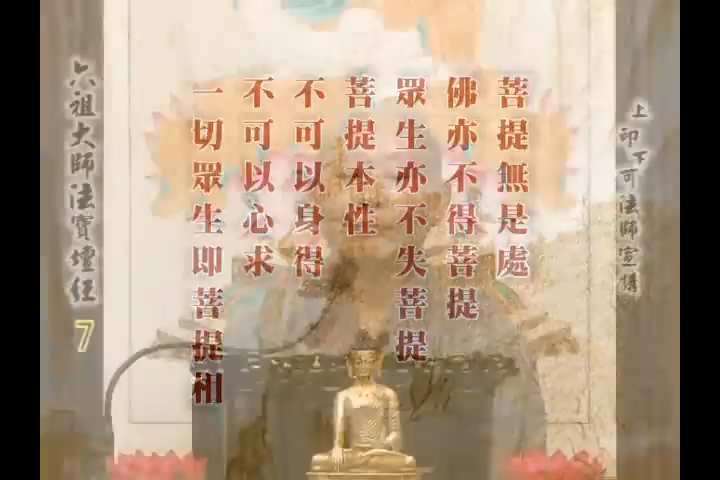 上印下可法師宣講
菩提無是處
佛亦不得菩提
眾生亦不失菩提
菩提本性
不可以身得
不可以心求
一切眾生即菩提相
六祖大師法寶壇經
7